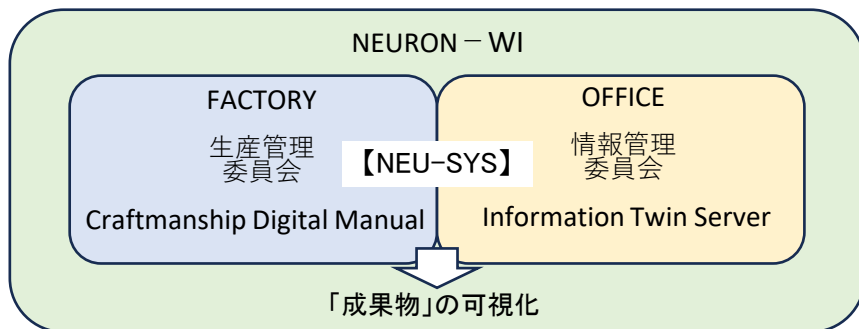 NEURON－WI
FACTORY
生産管理
委員会
Craftmanship Digital Manual
【NEU-SYS】
OFFICE
情報管理
委員会
Information Twin Server
「成果物」の可視化